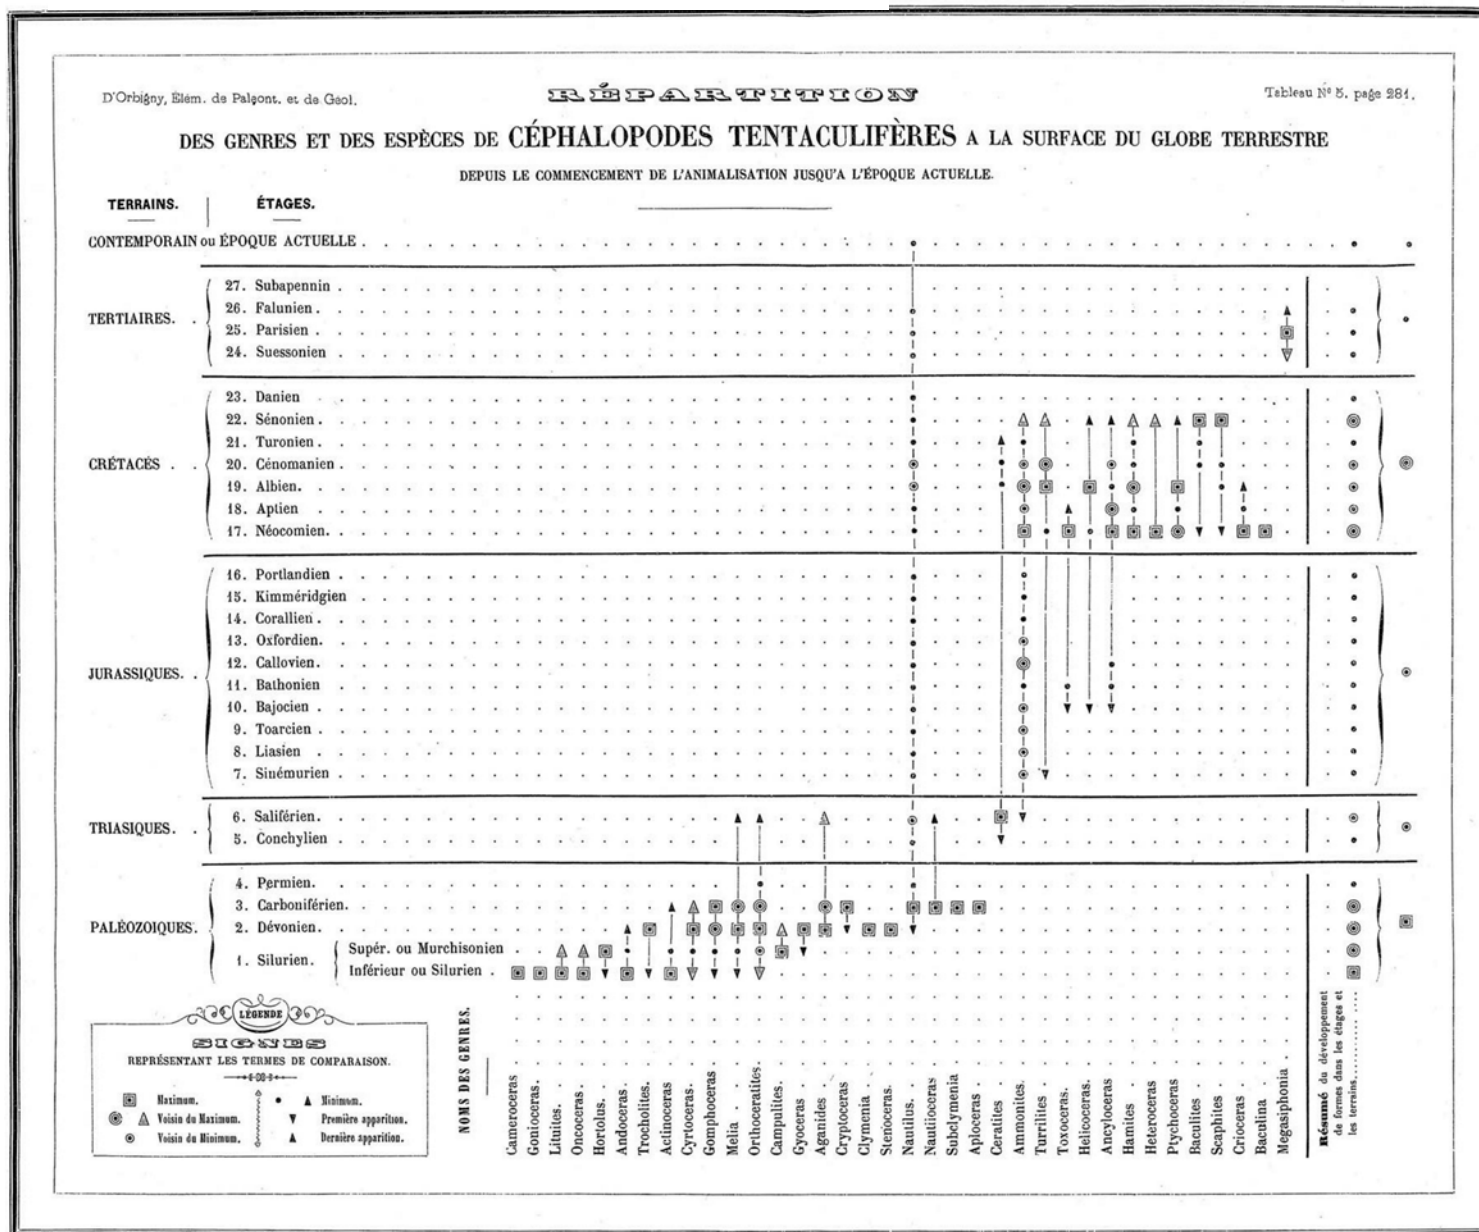 D'Orbigny, Élém. de Paléont. et de Géol.
RÉPARTITION
Tableau N° 5. page 281.
DES GENRES ET DES ESPÈCES DE CÉPHALOPODES TENTACULIFÈRES A LA SURFACE DU GLOBE TERRESTRE
DEPUIS LE COMMENCEMENT DE L'ANIMALISATION JUSQU'A L'ÉPOQUE ACTUELLE.
TERRAINS. ÉTAGES.
CONTEMPORAIN ou ÉPOQUE ACTUELLE
TERTIAIRES.
27. Subapennin
26. Falunien
25. Parisien
24. Suessonien
CRÉTACÉS
23. Danien
22. Sénonien
21. Turonien
20. Cénomanien
19. Albien.
18. Aptien
17. Néocomien.
JURASSIQUES.
16. Portlandien
15. Kimméridgien
14. Corallien
13. Oxfordien.
12. Callovien.
11. Bathonien
10. Bajocien
9. Toarcien
8. Liasien
7. Sinémurien
TRIASIQUES.
6. Saliférien.
5. Conchylien
PALÉOZOIQUES.
4. Permien.
3. Carboniférien.
2. Dévonien.
1. Silurien.
Supér. ou Murchisonien
Inférieur ou Silurien
LÉGENDE
SIGNES
REPRÉSENTANT LES TERMES DE COMPARAISON.
Maximum.
Voisin du Maximum.
Voisin du Minimum.
Minimum.
Première apparition.
Dernière apparition.
NOMS DES GENRES.
Cameroceras
Gonioceras.
Lituites.
Oncoceras.
Hortolus.
Andoceras.
Trocholites.
Actinoceras
Cyrtoceras.
Gomphoceras
Melia
Orthoceratites.
Campulites.
Gyoceras
Aganides
Cryptoceras
Clymenia
Stenoceras.
Nautilus.
Nautiioceras
Subclymenia
Aploceras
Ceratites
Ammonites.
Turrilites
Toxoceras.
Helicoceras.
Ancyloceras
Hamites
Heteroceras
Ptychoceras
Baculites
Scaphites
Crioceras
Baculina
Megasiphonia
Résumé du développement
de formes dans les étages et
les terrains.